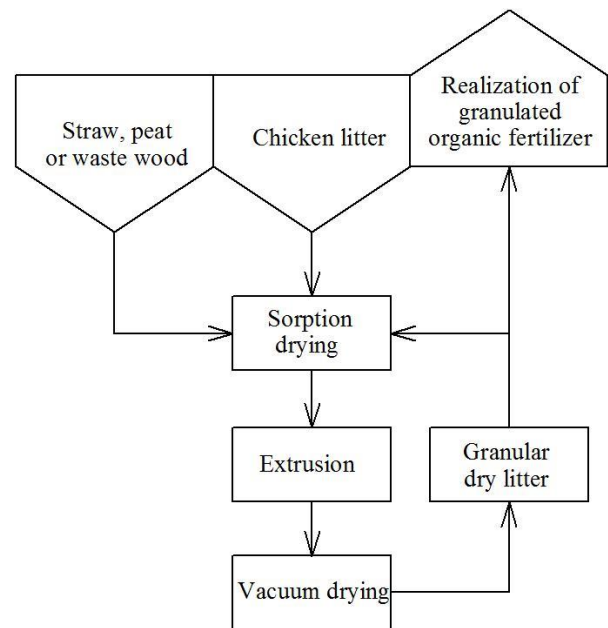 Straw, peat
or waste wood
Chicken litter
Realization of
granulated
organic fertilizer
Sorption
drying
Extrusion
Granular
dry litter
Vacuum drying